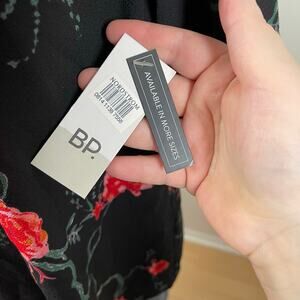 NORDSTROM
BP.
AVAILABLE IN MORE SIZES